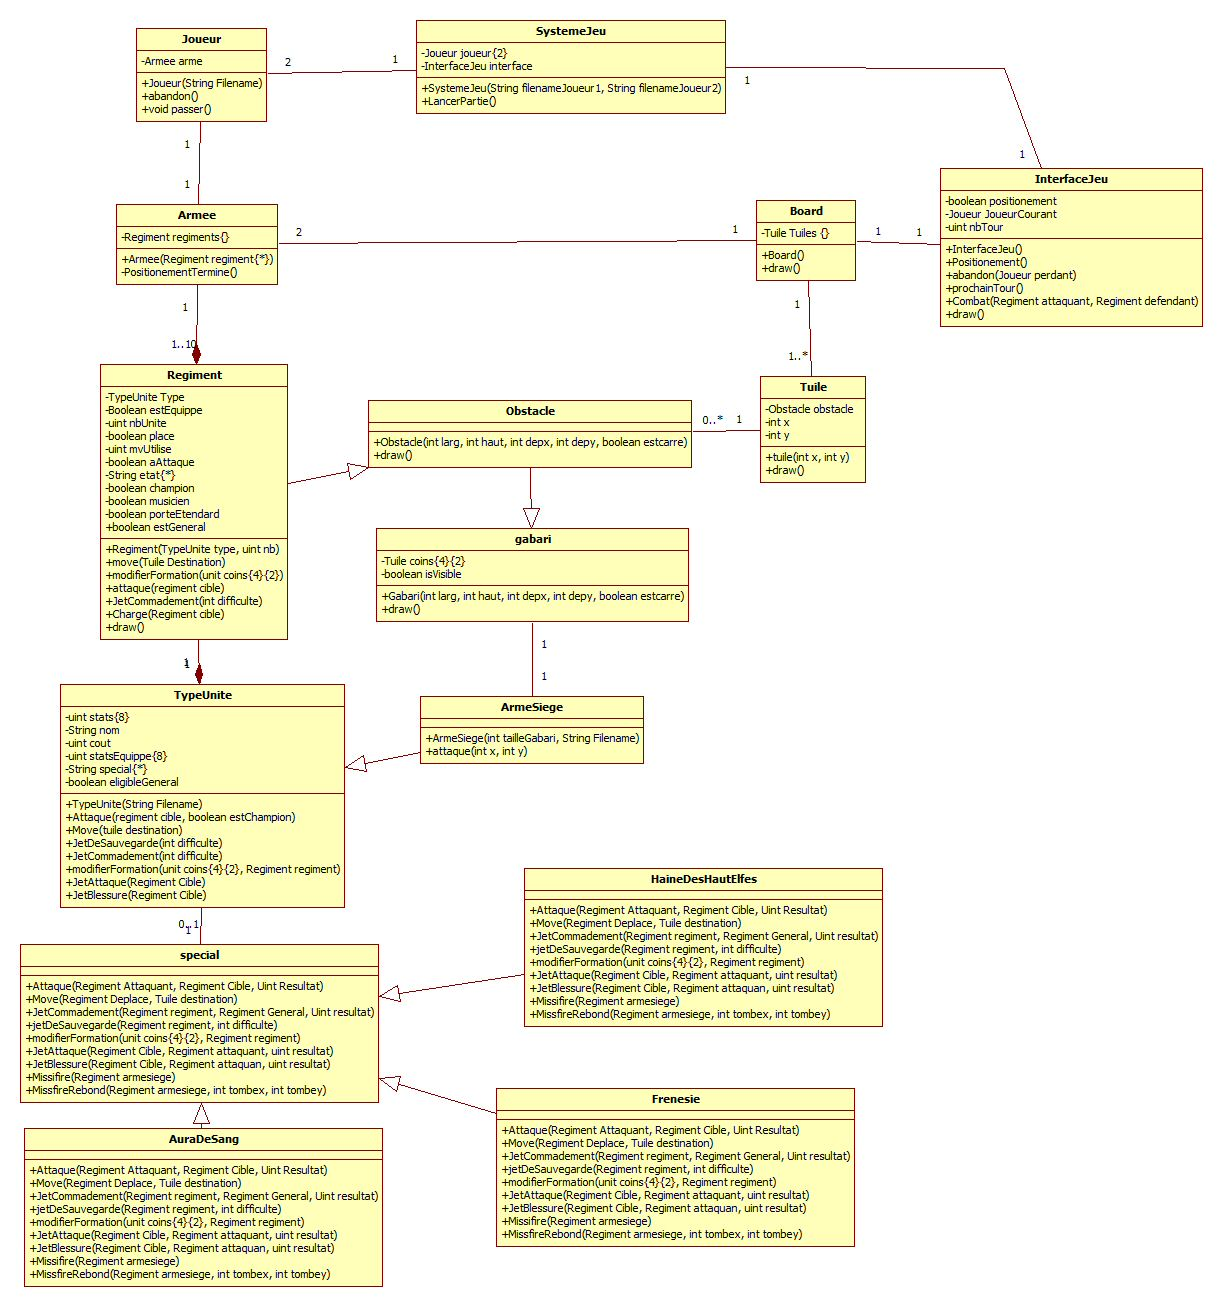 Joueur
-Armee arme
+Joueur(String Filename)
+abandon()
+void passer()
2
1
SystemeJeu
-Joueur joueur{2}
-InterfaceJeu interface
+SystemeJeu(String filenameJoueur1, String filenameJoueur2)
+LancerPartie()
1
1
InterfaceJeu
-boolean positionement
-Joueur JoueurCourant
-uint nbTour
+InterfaceJeu()
+Positionement()
+abandon(Joueur perdant)
+prochainTour()
+Combat(Regiment attaquant, Regiment defendant)
+draw()
1
1
Armee
-Regiment regiments{}
+Armee(Regiment regiment{*})
-PositionementTermine()
2
1
Board
-Tuile Tuiles {}
+Board()
+draw()
1
1
1
1..*
Tuile
-Obstacle obstacle
-int x
-int y
+tuile(int x, int y)
+draw()
1
1..10
Regiment
-TypeUnite Type
-Boolean estEquippe
-uint nbUnite
-boolean place
-uint mvUtilise
-boolean aAttaque
-String etat{*}
-boolean champion
-boolean musicien
-boolean porteEtendard
+boolean estGeneral
+Regiment(TypeUnite type, uint nb)
+move(Tuile Destination)
+modifierFormation(unit coins{4}{2})
+attaque(regiment cible)
+JetCommadement(int difficulte)
+Charge(Regiment cible)
+draw()
Obstacle
+Obstacle(int larg, int haut, int depx, int depy, boolean estcarre)
+draw()
0..*
1
gabari
-Tuile coins{4}{2}
-boolean isVisible
+Gabari(int larg, int haut, int depx, int depy, boolean estcarre)
+draw()
1
1
ArmeSiege
+ArmeSiege(int tailleGabari, String Filename)
+attaque(int x, int y)
1
1
TypeUnite
-uint stats{8}
-String nom
-uint cout
-uint statsEquippe{8}
-String special{*}
-boolean eligibleGeneral
+TypeUnite(String Filename)
+Attaque(regiment cible, boolean estChampion)
+Move(tuile destination)
+JetDeSauvegarde(int difficulte)
+JetCommadement(int difficulte)
+modifierFormation(unit coins{4}{2}, Regiment regiment)
+JetAttaque(Regiment Cible)
+JetBlessure(Regiment Cible)
0..1
1
special
+Attaque(Regiment Attaquant, Regiment Cible, Uint Resultat)
+Move(Regiment Deplace, Tuile destination)
+JetCommadement(Regiment regiment, Regiment General, Uint resultat)
+jetDeSauvegarde(Regiment regiment, int difficulte)
+modifierFormation(unit coins{4}{2}, Regiment regiment)
+JetAttaque(Regiment Cible, Regiment attaquant, uint resultat)
+JetBlessure(Regiment Cible, Regiment attaquan, uint resultat)
+Missifire(Regiment armesiege)
+MissfireRebond(Regiment armesiege, int tombex, int tombey)
HaineDesHautElfes
+Attaque(Regiment Attaquant, Regiment Cible, Uint Resultat)
+Move(Regiment Deplace, Tuile destination)
+JetCommadement(Regiment regiment, Regiment General, Uint resultat)
+jetDeSauvegarde(Regiment regiment, int difficulte)
+modifierFormation(unit coins{4}{2}, Regiment regiment)
+JetAttaque(Regiment Cible, Regiment attaquant, uint resultat)
+JetBlessure(Regiment Cible, Regiment attaquan, uint resultat)
+Missifire(Regiment armesiege)
+MissfireRebond(Regiment armesiege, int tombex, int tombey)
Frenesie
+Attaque(Regiment Attaquant, Regiment Cible, Uint Resultat)
+Move(Regiment Deplace, Tuile destination)
+JetCommadement(Regiment regiment, Regiment General, Uint resultat)
+jetDeSauvegarde(Regiment regiment, int difficulte)
+modifierFormation(unit coins{4}{2}, Regiment regiment)
+JetAttaque(Regiment Cible, Regiment attaquant, uint resultat)
+JetBlessure(Regiment Cible, Regiment attaquan, uint resultat)
+Missifire(Regiment armesiege)
+MissfireRebond(Regiment armesiege, int tombex, int tombey)
AuraDeSang
+Attaque(Regiment Attaquant, Regiment Cible, Uint Resultat)
+Move(Regiment Deplace, Tuile destination)
+JetCommadement(Regiment regiment, Regiment General, Uint resultat)
+jetDeSauvegarde(Regiment regiment, int difficulte)
+modifierFormation(unit coins{4}{2}, Regiment regiment)
+JetAttaque(Regiment Cible, Regiment attaquant, uint resultat)
+JetBlessure(Regiment Cible, Regiment attaquan, uint resultat)
+Missifire(Regiment armesiege)
+MissfireRebond(Regiment armesiege, int tombex, int tombey)